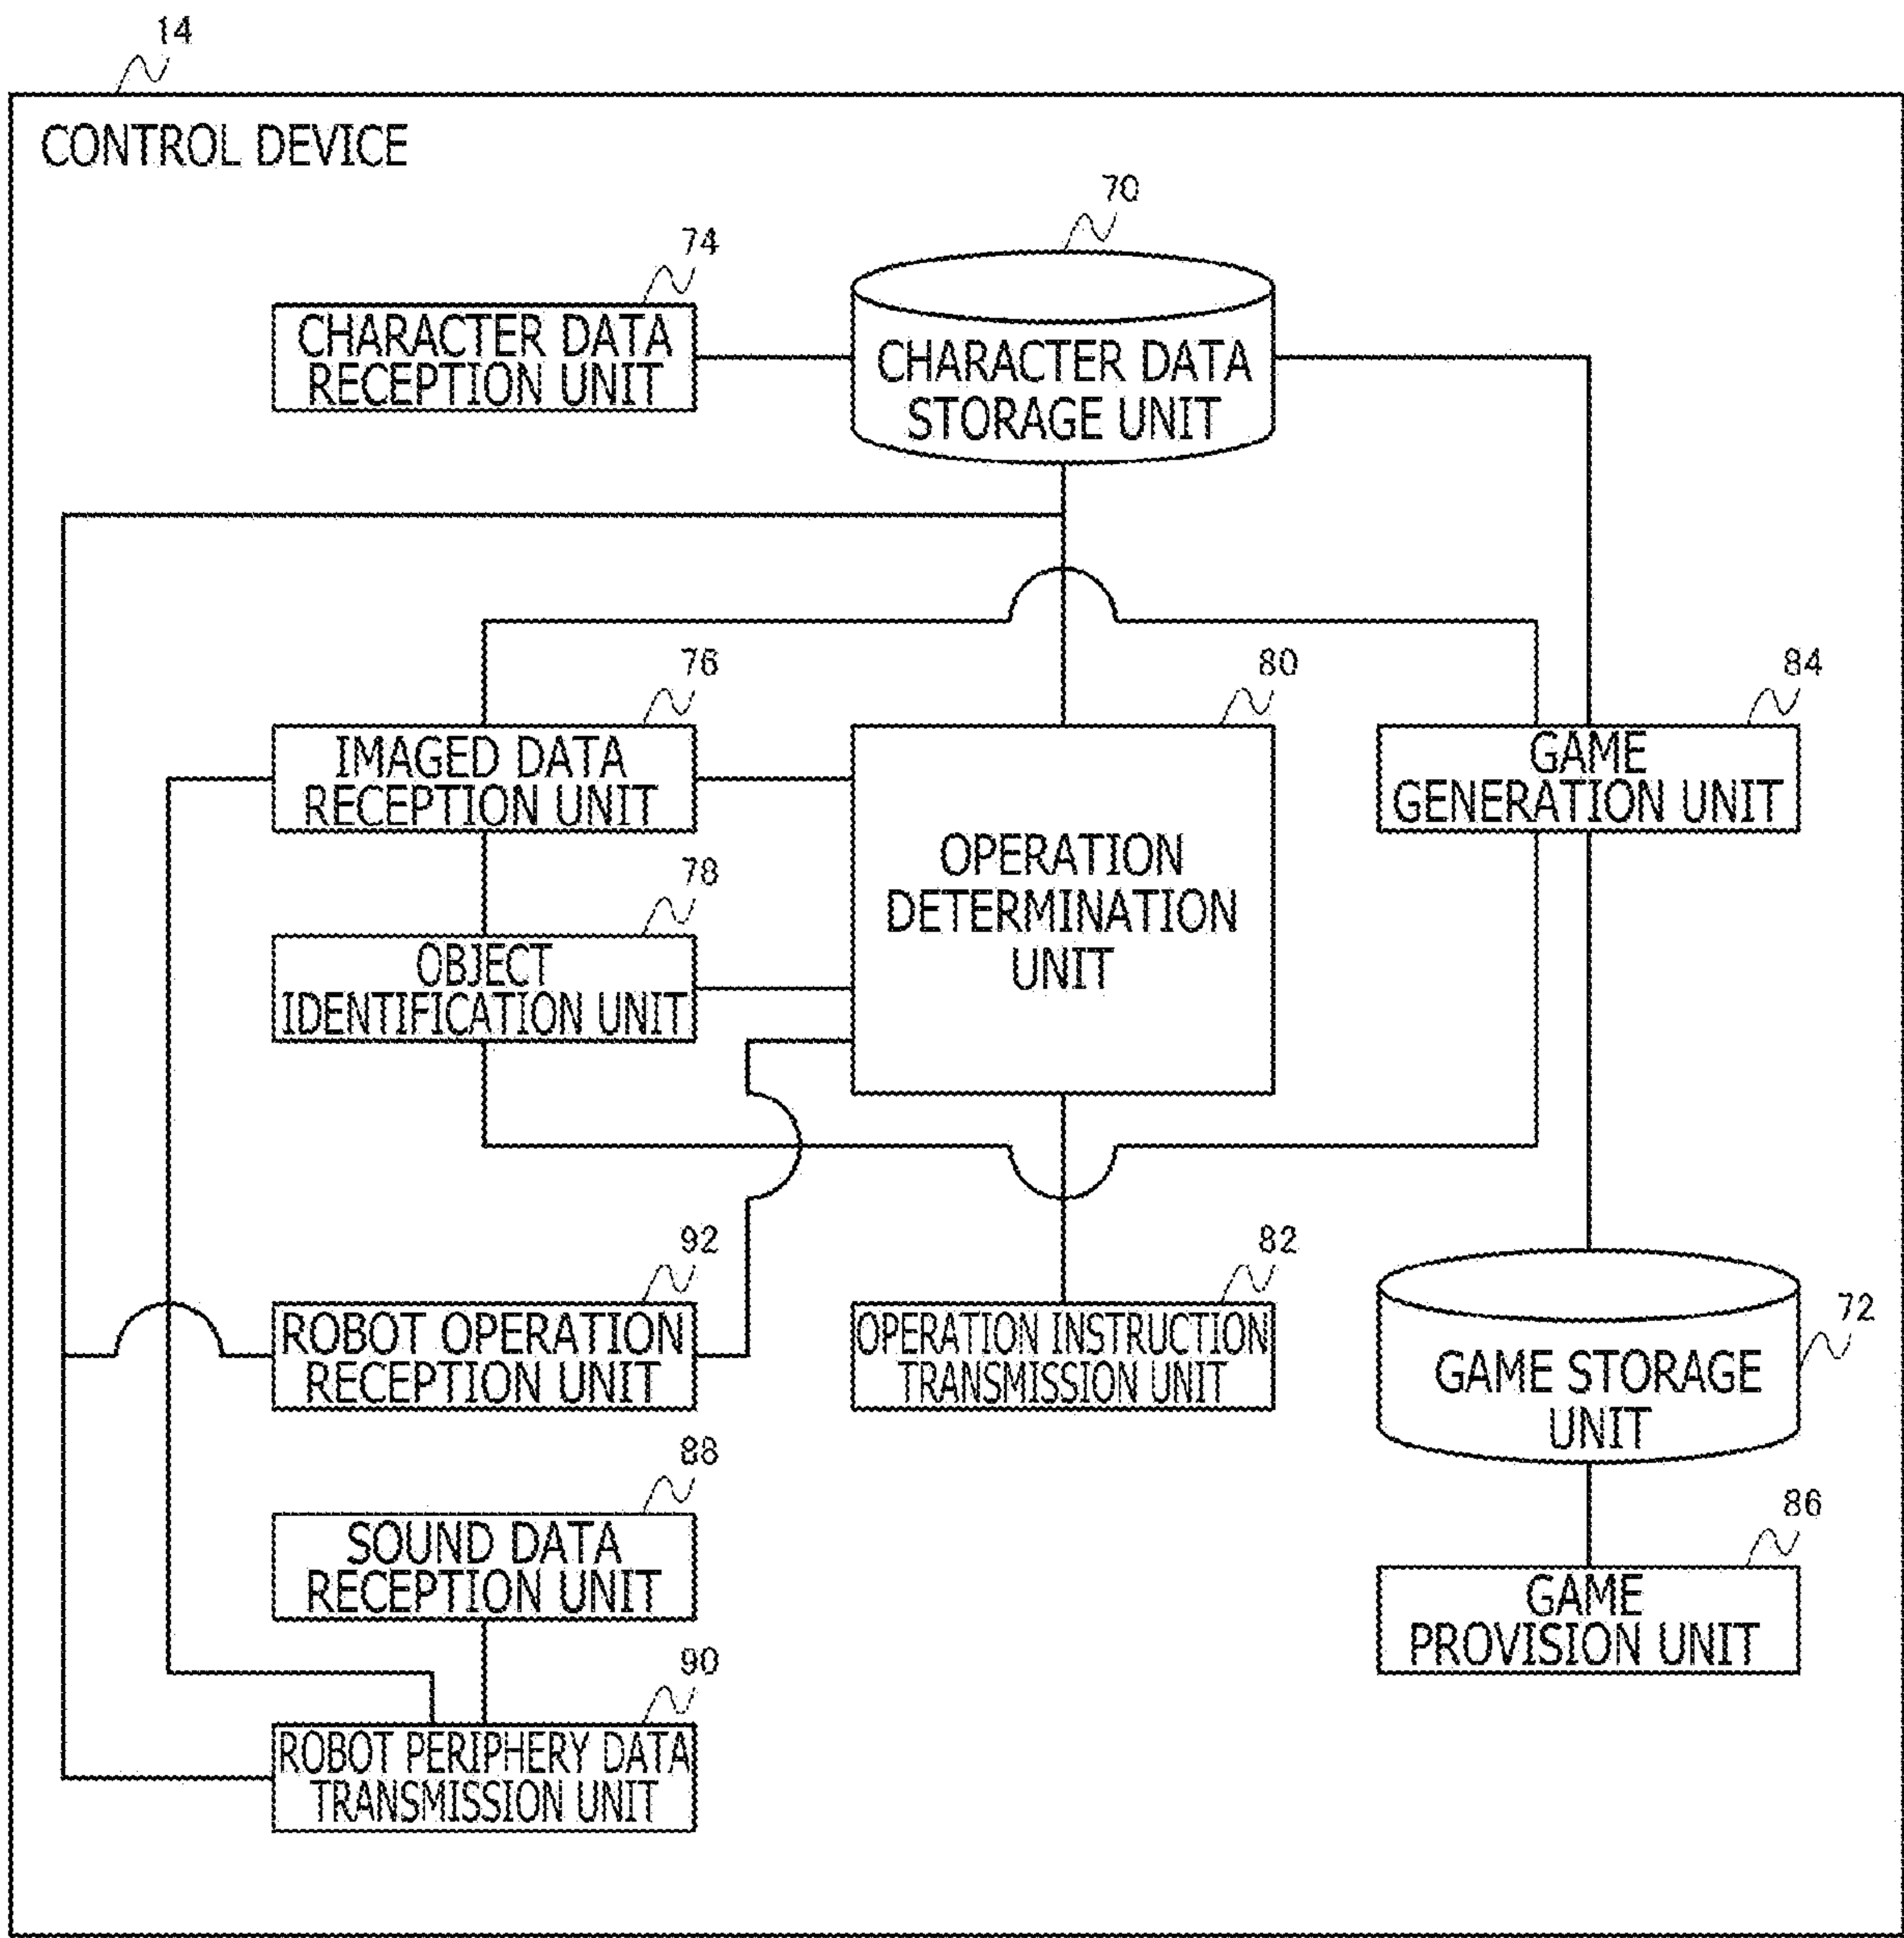 14
CONTROL DEVICE
70
74
CHARACTER DATA
RECEPTION UNIT
CHARACTER DATA
STORAGE UNIT
76
80
84
IMAGED DATA
RECEPTION UNIT
GAME
GENERATION UNIT
OPERATION
DETERMINATION
UNIT
78
OBJECT
IDENTIFICATION UNIT
92
82
72
ROBOT OPERATION
RECEPTION UNIT
OPERATION INSTRUCTION
TRANSMISSION UNIT
GAME STORAGE
UNIT
88
SOUND DATA
RECEPTION UNIT
86
GAME
PROVISION UNIT
90
ROBOT PERIPHERY DATA
TRANSMISSION UNIT